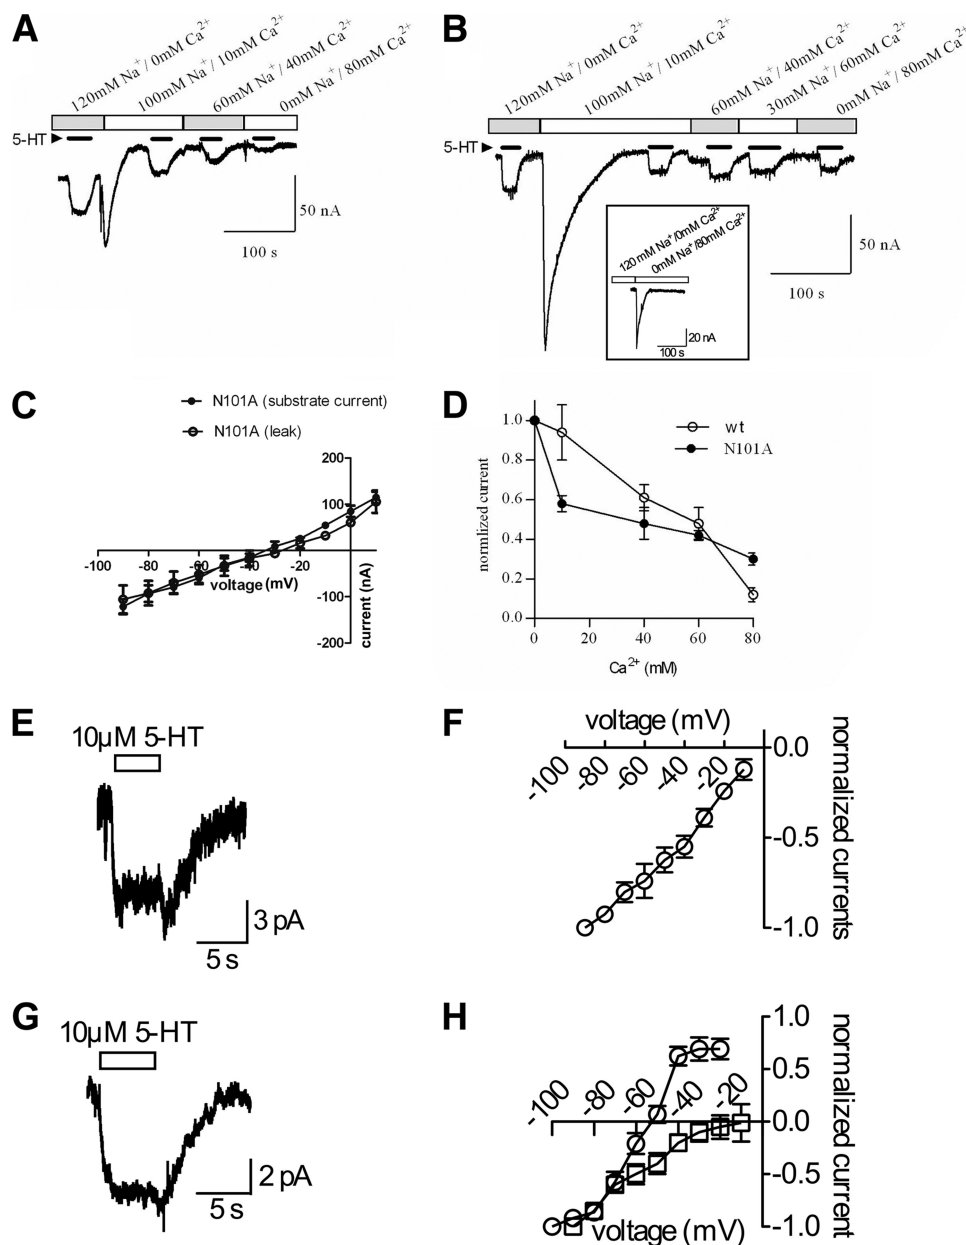 A
120mM Na+/ 0mM Ca2+
100mM Na+/ 10mM Ca2+
60mM Na+/ 40mM Ca2+
0mM Na+/ 80mM Ca2+
5-HT
50 nA
100 s
B
120mM Na+/ 0mM Ca2+
100mM Na+/ 10mM Ca2+
60mM Na+/ 40mM Ca2+
30mM Na+/ 60mM Ca2+
0mM Na+/ 80mM Ca2+
5-HT
120 mM Na+/0mM Ca2+
0mM Na+/80mM Ca2+
20 nA
100 s
50 nA
100 s
C
N101A (substrate current)
N101A (leak)
200
100
-100 -80 -60 -40 -20
voltage (mV)
-100
-200
current (nA)
D
wt
N101A
1.0
0.8
0.6
0.4
0.2
0.0
normlized current
0 20 40 60 80
Ca2+ (mM)
E
10µM 5-HT
3 pA
5 s
F
voltage (mV)
-100 -80 -60 -40 -20
0.0
-0.5
-1.0
normalized currents
G
10µM 5-HT
2 pA
5 s
H
1.0
0.5
0.0
-0.5
-1.0
-100 -80 -60 -40 -20
voltage (mV)
normalized current